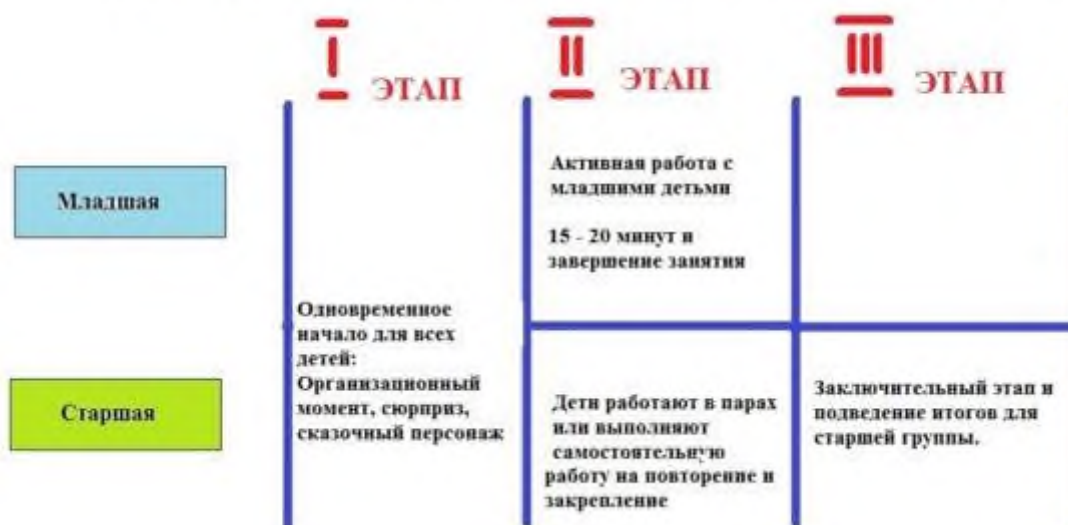 I ЭТАП
II ЭТАП
III ЭТАП
Младшая
Активная работа с
младшими детьми
15 - 20 минут и
завершение занятия
Одновременное
начало для всех
детей:
Организационный
момент, сюрприз,
сказочный персонаж
Старшая
Дети работают в парах
или выполняют
самостоятельную
работу на повторение и
закрепление
Заключительный этап и
подведение итогов для
старшей группы.